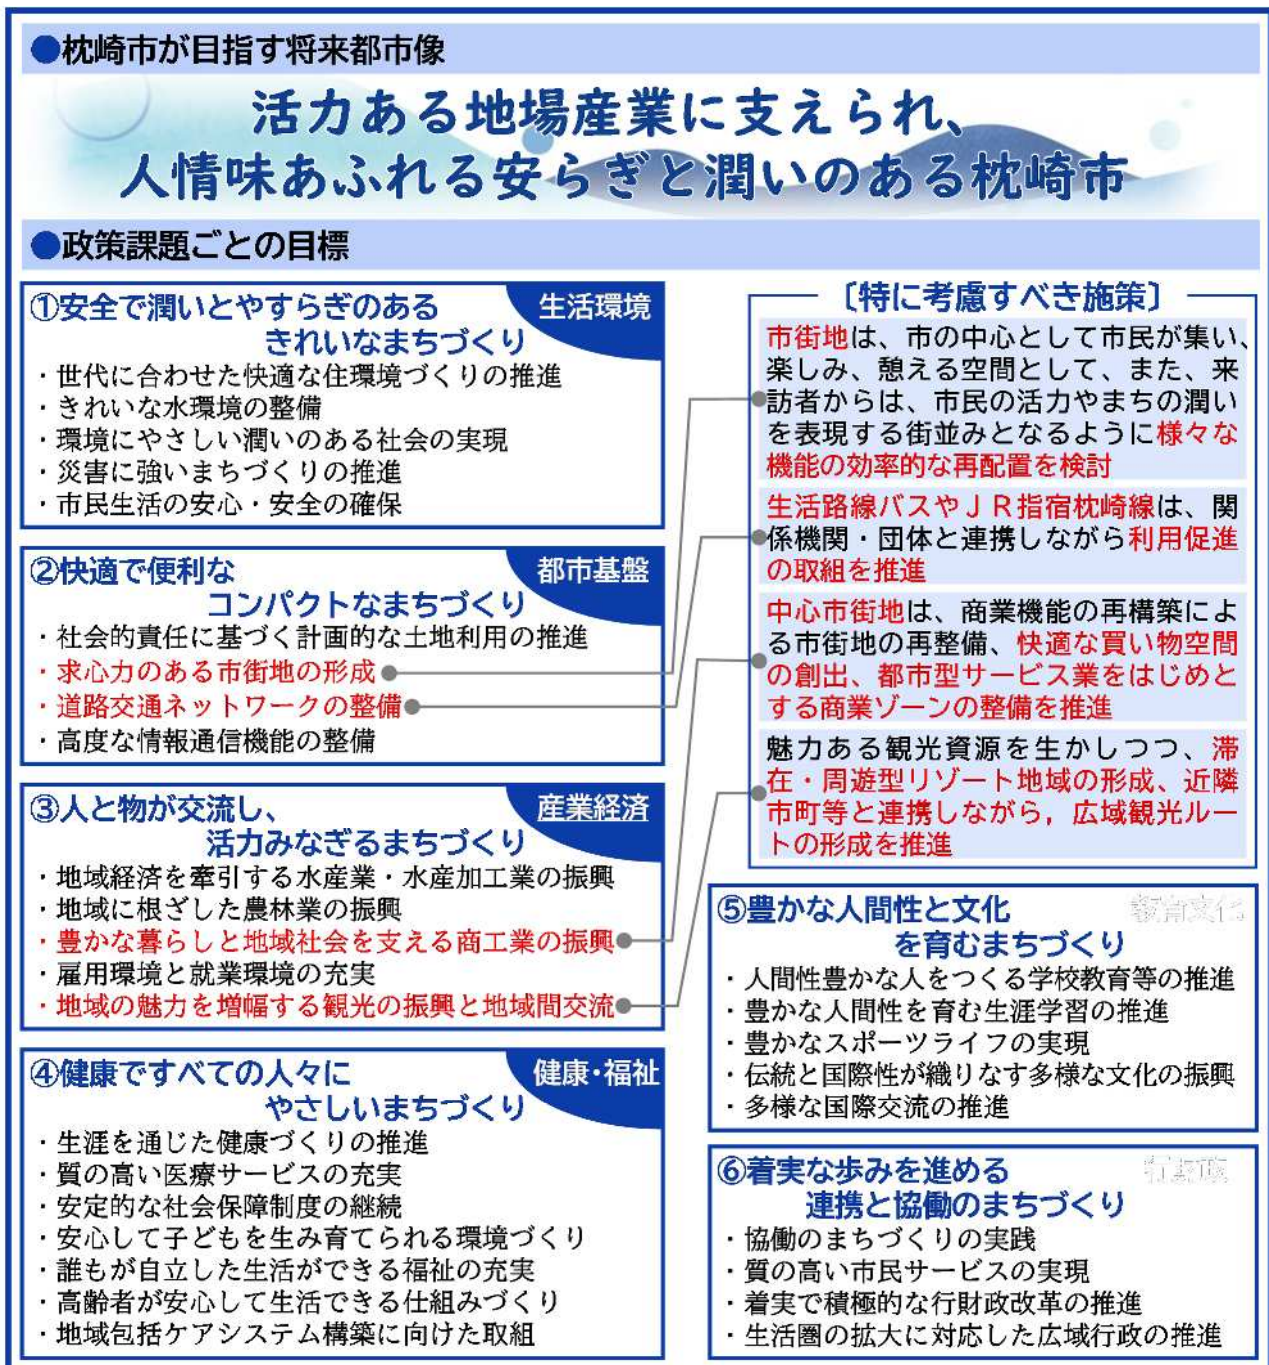 ●枕崎市が目指す将来都市像
活力ある地場産業に支えられ、
人情味あふれる安らぎと潤いのある枕崎市
●政策課題ごとの目標
①安全で潤いとやすらぎのある
きれいなまちづくり
生活環境
・世代に合わせた快適な住環境づくりの推進
・きれいな水環境の整備
・環境にやさしい潤いのある社会の実現
・災害に強いまちづくりの推進
・市民生活の安心・安全の確保
②快適で便利な
コンパクトなまちづくり
都市基盤
・社会的責任に基づく計画的な土地利用の推進
・求心力のある市街地の形成
・道路交通ネットワークの整備
・高度な情報通信機能の整備
③人と物が交流し、
活力みなぎるまちづくり
産業経済
・地域経済を牽引する水産業・水産加工業の振興
・地域に根ざした農林業の振興
・豊かな暮らしと地域社会を支える商工業の振興
・雇用環境と就業環境の充実
・地域の魅力を増幅する観光の振興と地域間交流
④健康ですべての人々に
やさしいまちづくり
健康・福祉
・生涯を通じた健康づくりの推進
・質の高い医療サービスの充実
・安定的な社会保障制度の継続
・安心して子どもを生み育てられる環境づくり
・誰もが自立した生活ができる福祉の充実
・高齢者が安心して生活できる仕組みづくり
・地域包括ケアシステム構築に向けた取組
〔特に考慮すべき施策〕
市街地は、市の中心として市民が集い、
楽しみ、憩える空間として、また、来
訪者からは、市民の活力やまちの潤い
を表現する街並みとなるように様々な
機能の効率的な再配置を検討
生活路線バスやＪＲ指宿枕崎線は、関
係機関・団体と連携しながら利用促進
の取組を推進
中心市街地は、商業機能の再構築によ
る市街地の再整備、快適な買い物空間
の創出、都市型サービス業をはじめと
する商業ゾーンの整備を推進
魅力ある観光資源を生かしつつ、滞
在・周遊型リゾート地域の形成、近隣
市町等と連携しながら，広域観光ルー
トの形成を推進
⑤豊かな人間性と文化
を育むまちづくり
教育文化
・人間性豊かな人をつくる学校教育等の推進
・豊かな人間性を育む生涯学習の推進
・豊かなスポーツライフの実現
・伝統と国際性が織りなす多様な文化の振興
・多様な国際交流の推進
⑥着実な歩みを進める
連携と協働のまちづくり
行財政
・協働のまちづくりの実践
・質の高い市民サービスの実現
・着実で積極的な行財政改革の推進
・生活圏の拡大に対応した広域行政の推進